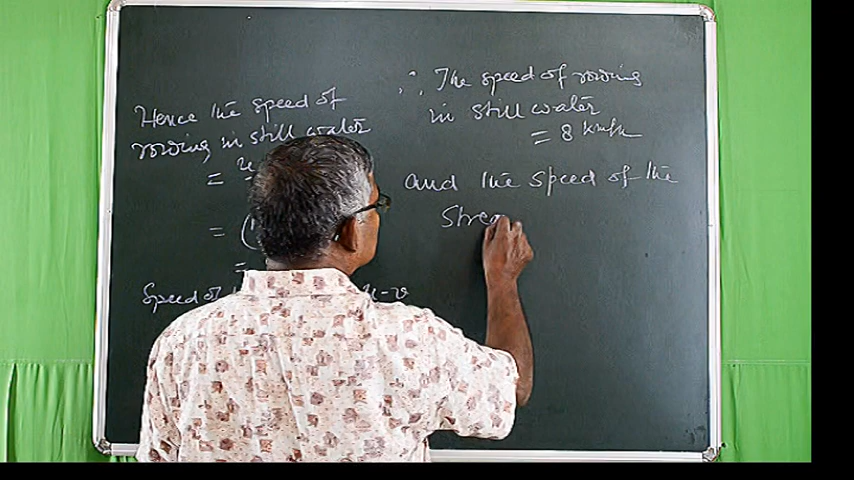 Hence the speed of
rowing in still water
=
= (
=
Speed of
u-v
∴ The speed of rowing
in still water
= 8 km/h
and the speed of the
Strea